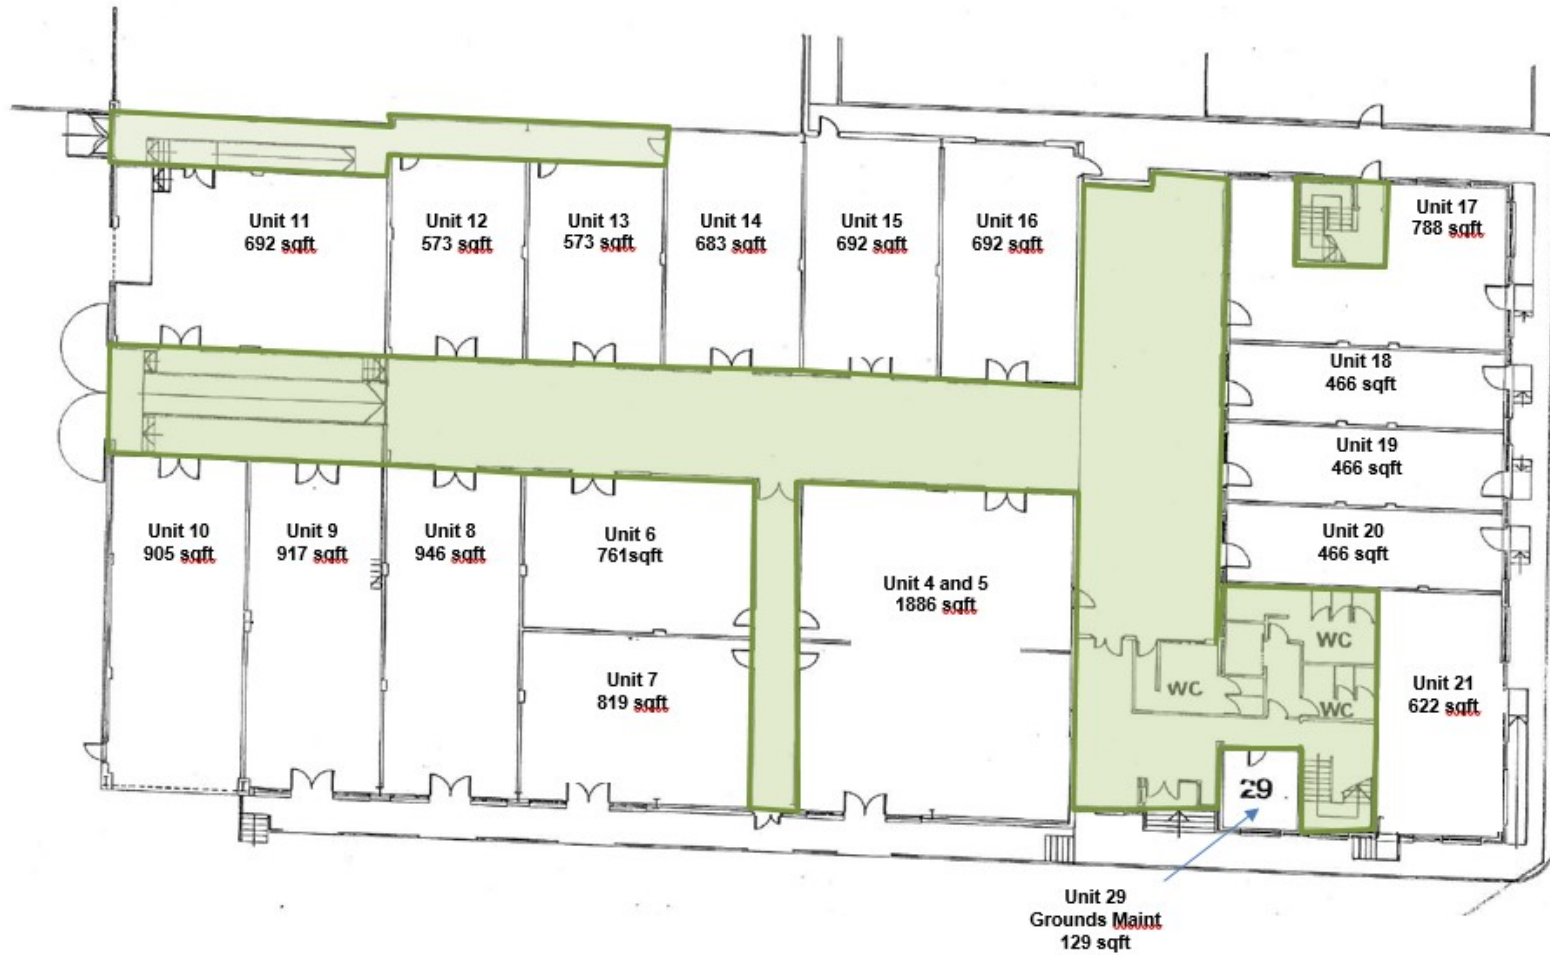 Unit 11
692 sqft
Unit 12
573 sqft
Unit 13
573 sqft
Unit 14
683 sqft
Unit 15
692 sqft
Unit 16
692 sqft
Unit 17
788 sqft
Unit 18
466 sqft
Unit 19
466 sqft
Unit 20
466 sqft
Unit 10
905 sqft
Unit 9
917 sqft
Unit 8
946 sqft
Unit 6
761sqft
Unit 4 and 5
1886 sqft
Unit 7
819 sqft
WC
WC
WC
Unit 21
622 sqft
29
Unit 29
Grounds Maint
129 sqft